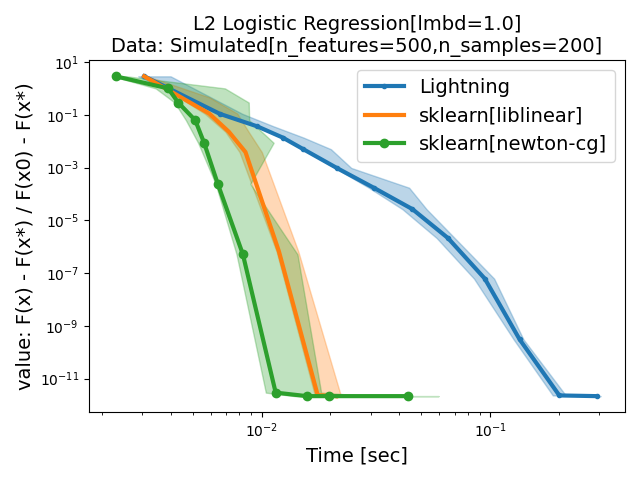 L2 Logistic Regression[lmbd=1.0]
Data: Simulated[n_features=500,n_samples=200]
value: F(x) - F(x*) / F(x0) - F(x*)
10¹
10⁻¹
10⁻³
10⁻⁵
10⁻⁷
10⁻⁹
10⁻¹¹
Lightning
sklearn[liblinear]
sklearn[newton-cg]
10⁻²
10⁻¹
Time [sec]